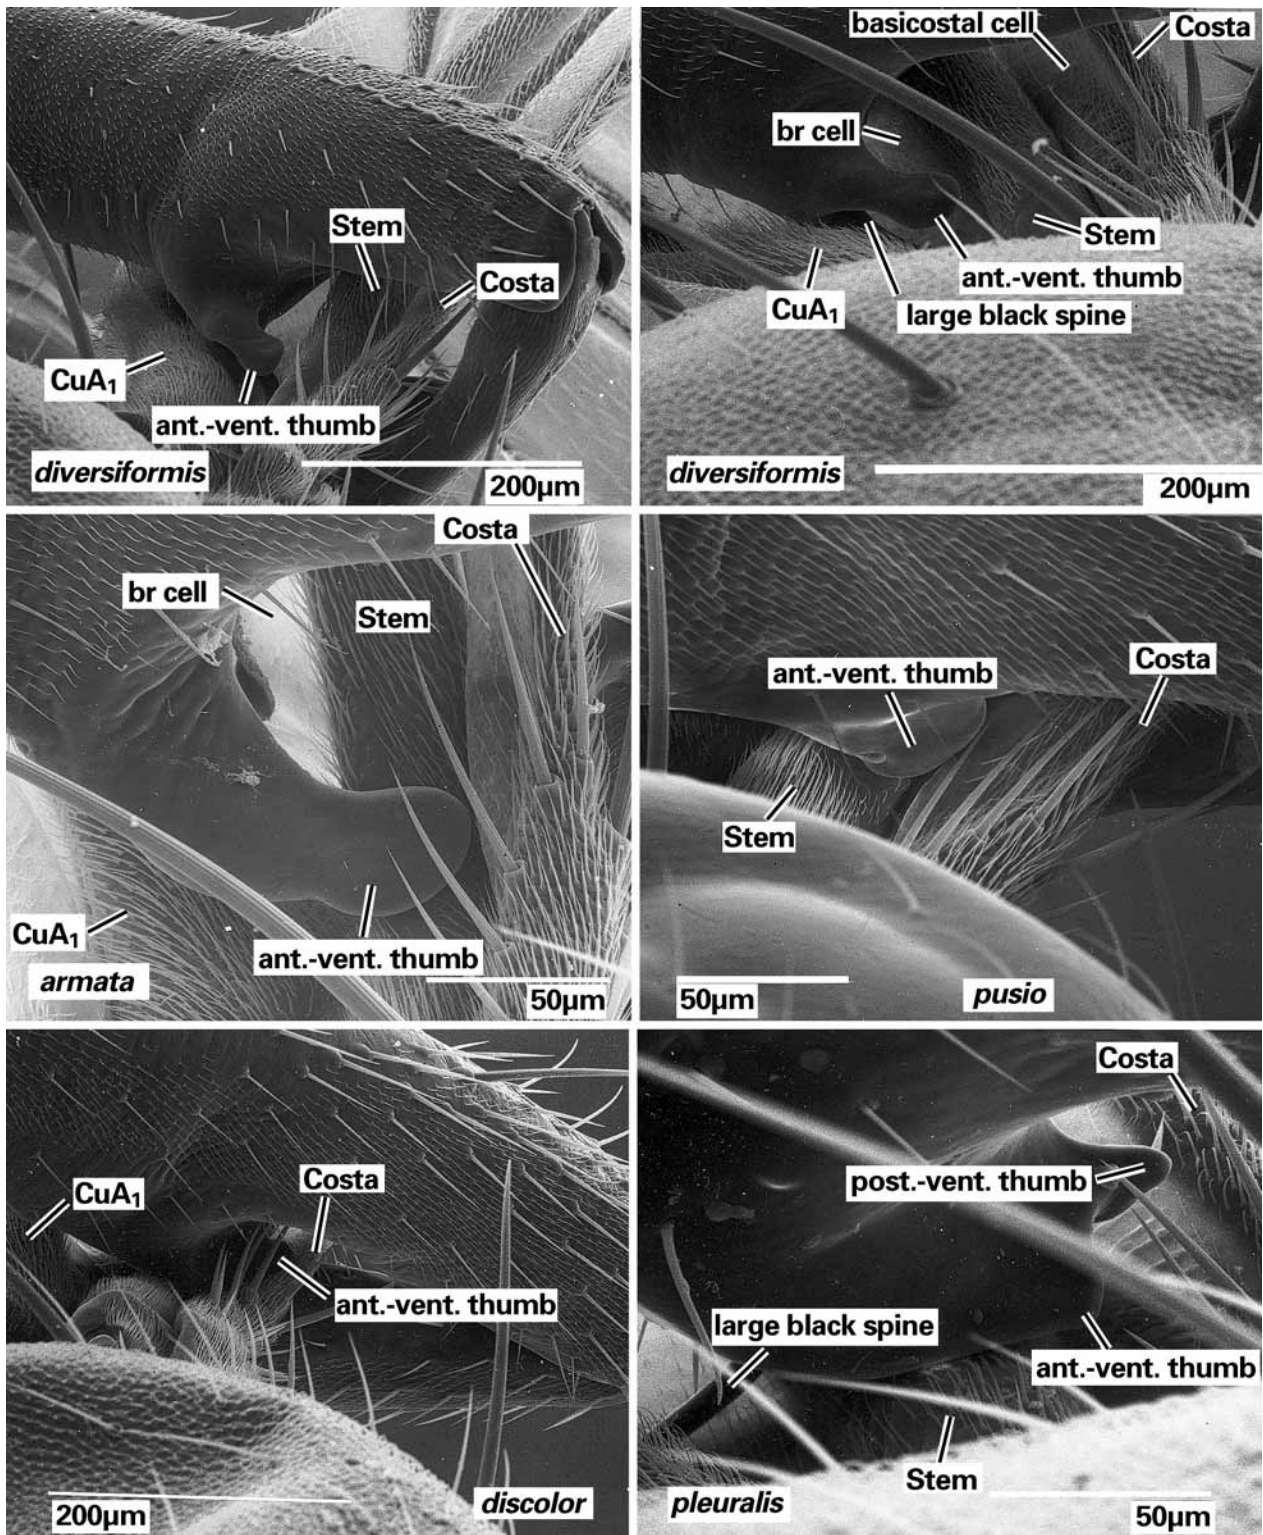 Stem
Costa
CuA₁
ant.-vent. thumb
diversiformis
200µm
basicostal cell
Costa
br cell
Stem
ant.-vent. thumb
CuA₁
large black spine
diversiformis
200µm
Costa
br cell
Stem
CuA₁
ant.-vent. thumb
armata
50µm
ant.-vent. thumb
Costa
Stem
50µm
pusio
CuA₁
Costa
ant.-vent. thumb
200µm
discolor
Costa
post.-vent. thumb
large black spine
ant.-vent. thumb
Stem
pleuralis
50µm